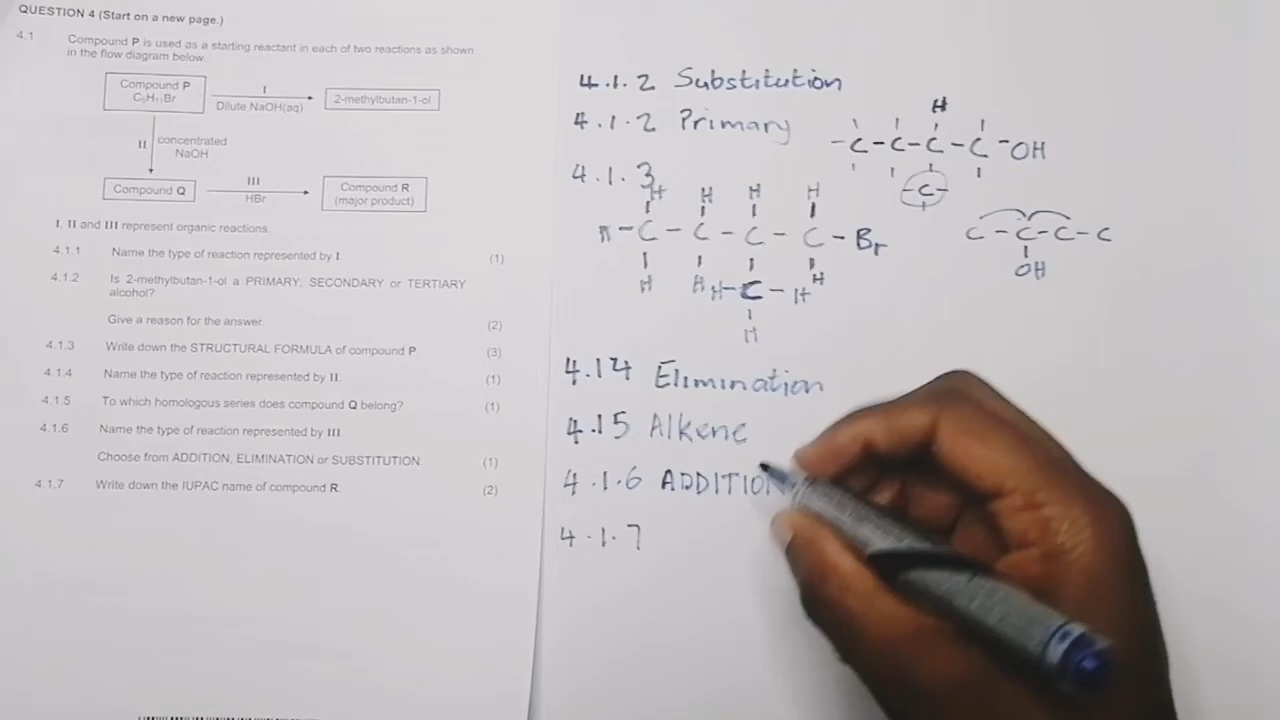 QUESTION 4 (Start on a new page.)
4.1 Compound P is used as a starting reactant in each of two reactions as shown
in the flow diagram below.
Compound P
C5H11Br
I
Dilute NaOH(aq)
2-methylbutan-1-ol
II
concentrated
NaOH
Compound Q
III
HBr
Compound R
(major product)
I, II and III represent organic reactions.
4.1.1 Name the type of reaction represented by I. (1)
4.1.2 Is 2-methylbutan-1-ol a PRIMARY, SECONDARY or TERTIARY
alcohol?
Give a reason for the answer. (2)
4.1.3 Write down the STRUCTURAL FORMULA of compound P. (3)
4.1.4 Name the type of reaction represented by II. (1)
4.1.5 To which homologous series does compound Q belong? (1)
4.1.6 Name the type of reaction represented by III.
Choose from ADDITION, ELIMINATION or SUBSTITUTION. (1)
4.1.7 Write down the IUPAC name of compound R. (2)
4.1.2 Substitution
4.1.2 Primary
H
-C-C-C-C-OH
-C-
4.1.3
H H H H
H-C-C-C-C-Br
H H H
H-C-H
H
C-C-C-C
OH
4.14 Elimination
4.15 Alkene
4.1.6 ADDITION
4.1.7